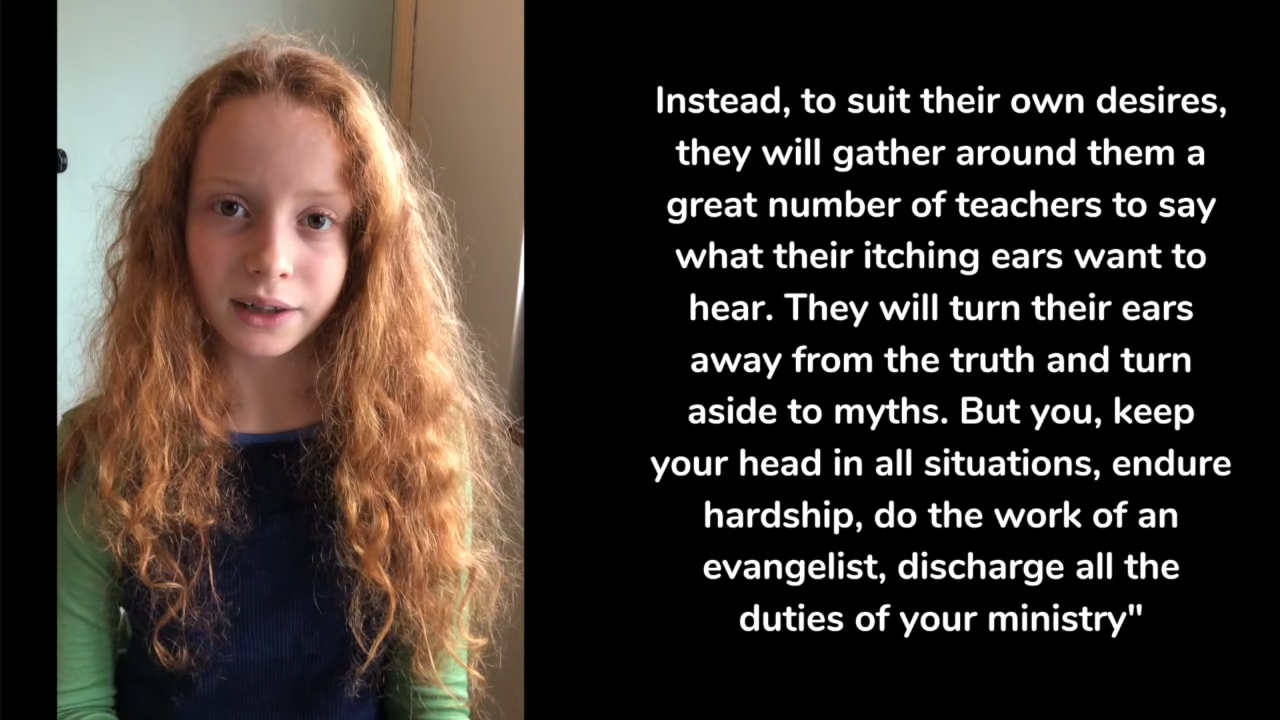 Instead, to suit their own desires,
they will gather around them a
great number of teachers to say
what their itching ears want to
hear. They will turn their ears
away from the truth and turn
aside to myths. But you, keep
your head in all situations, endure
hardship, do the work of an
evangelist, discharge all the
duties of your ministry"